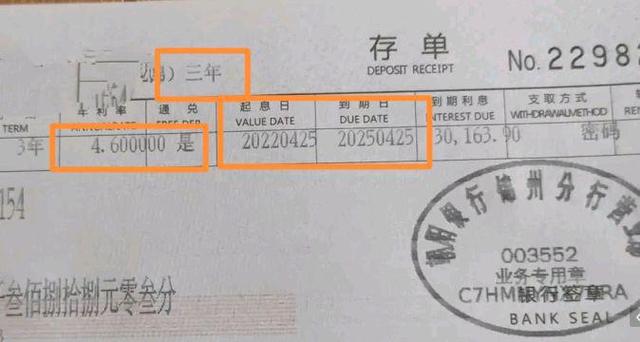 存单
三年
DEPOSIT RECEIPT
No. 22982
年利率 通兑 起息日 到期日 到期利息 支取方式
TERM VALUE DATE DUE DATE INTEREST DUE WITHDRAWALMETHOD
3年 4.600000 是 20220425 20250425 30,163.90 密码
154
锦州分行营业
003552
业务专用章
叁佰捌拾捌元零叁分
银行签章
BANK SEAL